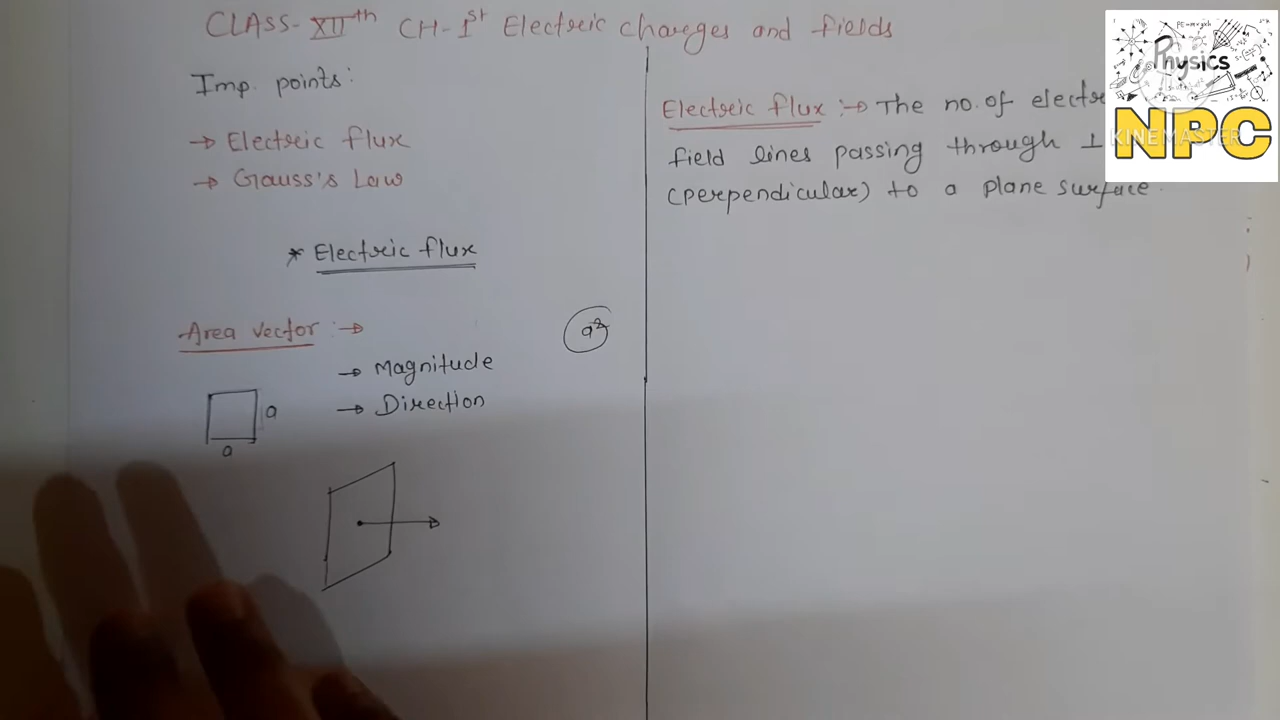 CLASS-XIIth CH-1st Electric charges and fields
Imp. points:
→ Electric flux
→ Gauss's Law
* Electric flux
Area vector :→
→ Magnitude
→ Direction
a²
a
a
Electric flux :→ The no. of electr
field lines passing through ⊥
(perpendicular) to a plane surface.
Physics
NPC
KINEMASTER